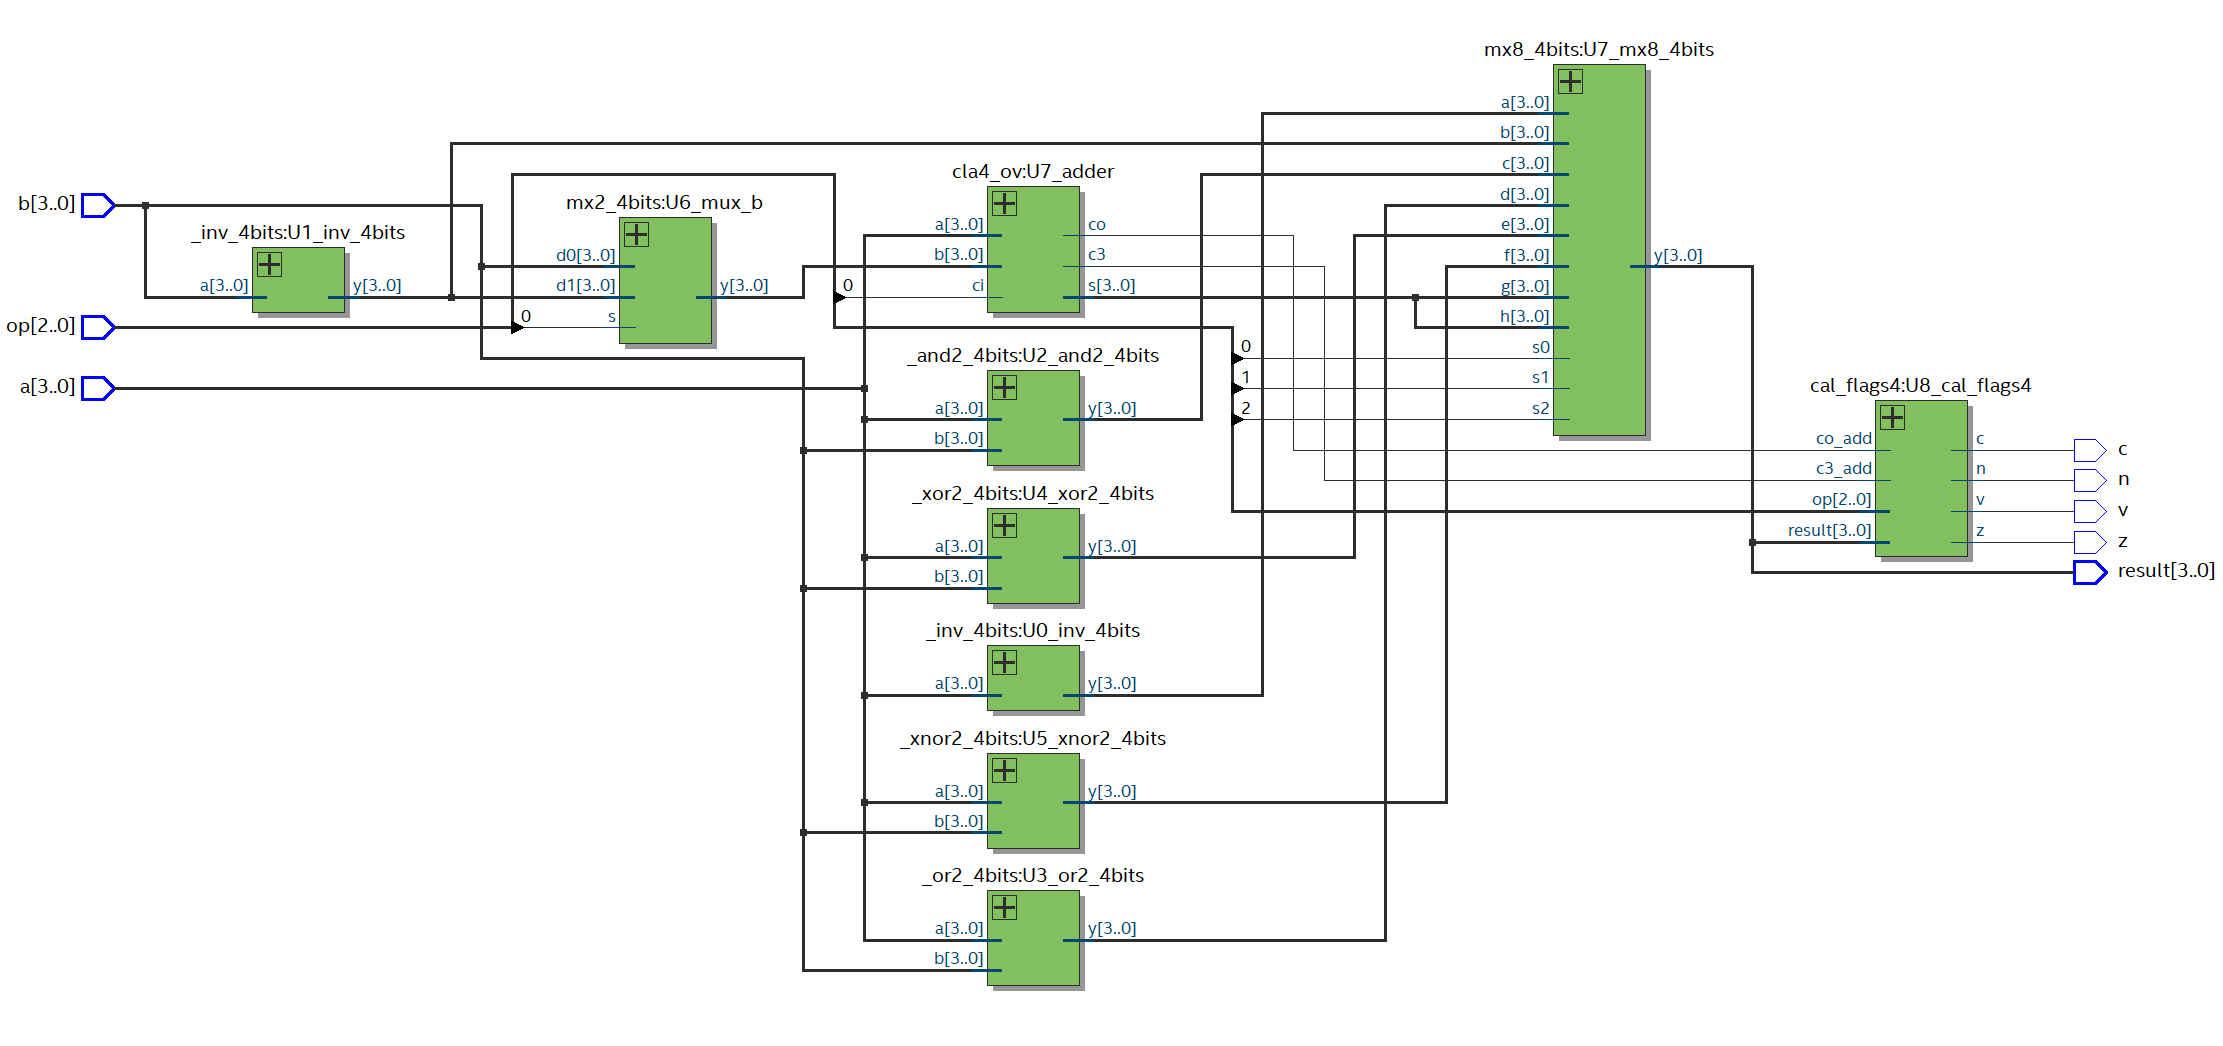 b[3..0]
op[2..0]
a[3..0]
_inv_4bits:U1_inv_4bits
a[3..0]
y[3..0]
mx2_4bits:U6_mux_b
d0[3..0]
d1[3..0]
s
y[3..0]
0
0
cla4_ov:U7_adder
a[3..0]
b[3..0]
ci
co
c3
s[3..0]
_and2_4bits:U2_and2_4bits
a[3..0]
b[3..0]
y[3..0]
_xor2_4bits:U4_xor2_4bits
a[3..0]
b[3..0]
y[3..0]
_inv_4bits:U0_inv_4bits
a[3..0]
y[3..0]
_xnor2_4bits:U5_xnor2_4bits
a[3..0]
b[3..0]
y[3..0]
_or2_4bits:U3_or2_4bits
a[3..0]
b[3..0]
y[3..0]
0
1
2
mx8_4bits:U7_mx8_4bits
a[3..0]
b[3..0]
c[3..0]
d[3..0]
e[3..0]
f[3..0]
g[3..0]
h[3..0]
s0
s1
s2
y[3..0]
cal_flags4:U8_cal_flags4
co_add
c3_add
op[2..0]
result[3..0]
c
n
v
z
c
n
v
z
result[3..0]